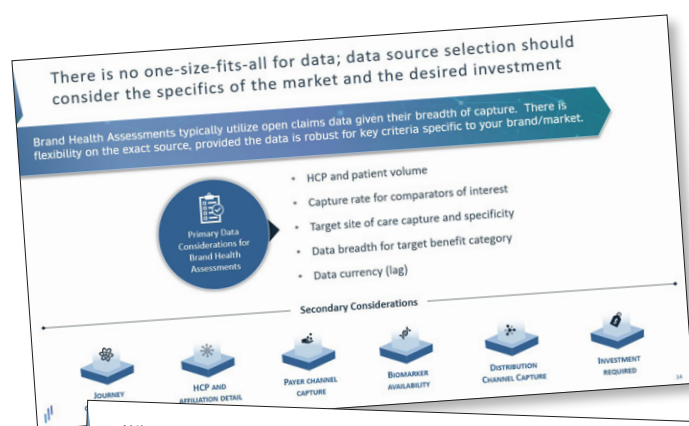 There is no one-size-fits-all for data; data source selection should
consider the specifics of the market and the desired investment
Brand Health Assessments typically utilize open claims data given their breadth of capture. There is
flexibility on the exact source, provided the data is robust for key criteria specific to your brand/market.
Primary Data
Considerations for
Brand Health
Assessments
• HCP and patient volume
• Capture rate for comparators of interest
• Target site of care capture and specificity
• Data breadth for target benefit category
• Data currency (lag)
Secondary Considerations
JOURNEY
HCP AND
AFFILIATION DETAIL
PAYER CHANNEL
CAPTURE
BIOMARKER
AVAILABILITY
DISTRIBUTION
CHANNEL CAPTURE
INVESTMENT
REQUIRED